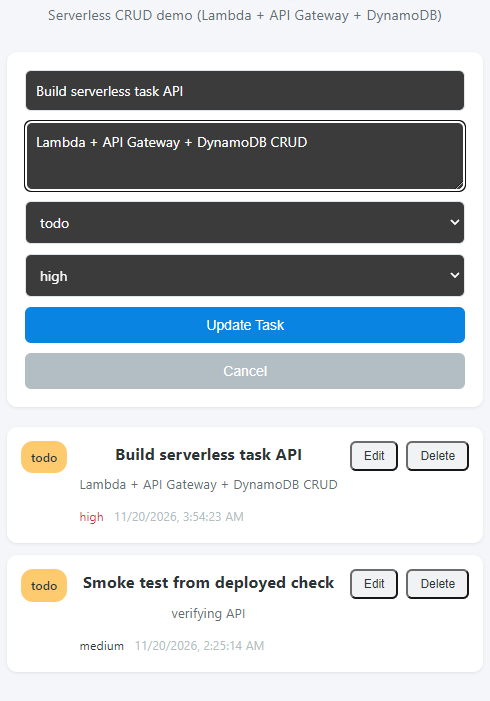 Serverless CRUD demo (Lambda + API Gateway + DynamoDB)
Build serverless task API
Lambda + API Gateway + DynamoDB CRUD
todo
high
Update Task
Cancel
todo Build serverless task API Edit Delete
Lambda + API Gateway + DynamoDB CRUD
high 11/20/2026, 3:54:23 AM
todo Smoke test from deployed check Edit Delete
verifying API
medium 11/20/2026, 2:25:14 AM